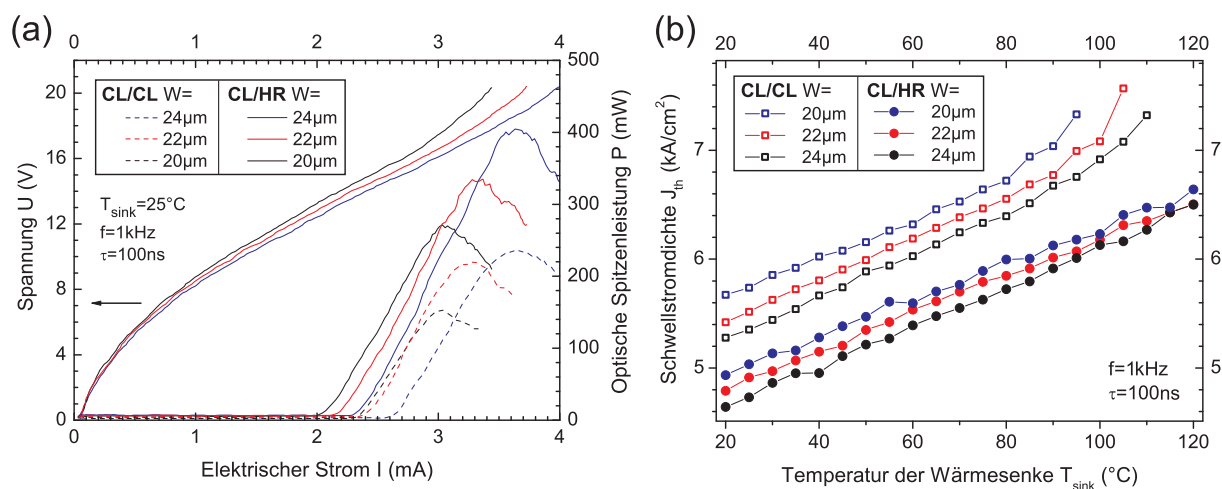 (a)
0 1 2 3 4
Spannung U (V)
20
16
12
8
4
0
500
400
300
200
100
0
Optische Spitzenleistung P (mW)
CL/CL W= CL/HR W=
24µm 24µm
22µm 22µm
20µm 20µm
T_sink=25°C
f=1kHz
τ=100ns
0 1 2 3 4
Elektrischer Strom I (mA)
(b)
20 40 60 80 100 120
Schwellstromdichte J_th (kA/cm²)
7
6
5
7
6
5
CL/CL W= CL/HR W=
20µm 20µm
22µm 22µm
24µm 24µm
f=1kHz
τ=100ns
20 40 60 80 100 120
Temperatur der Wärmesenke T_sink (°C)